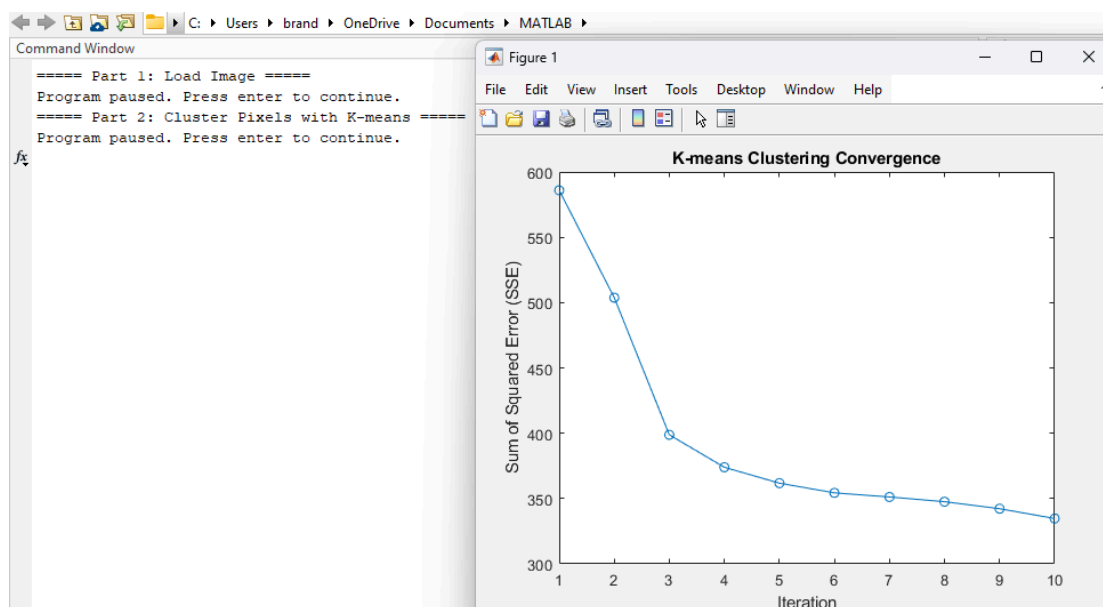 C: ▸ Users ▸ brand ▸ OneDrive ▸ Documents ▸ MATLAB ▸
Command Window
===== Part 1: Load Image =====
Program paused. Press enter to continue.
===== Part 2: Cluster Pixels with K-means =====
Program paused. Press enter to continue.
fx
Figure 1
File Edit View Insert Tools Desktop Window Help
K-means Clustering Convergence
600
550
500
450
400
350
300
Sum of Squared Error (SSE)
1 2 3 4 5 6 7 8 9 10
Iteration